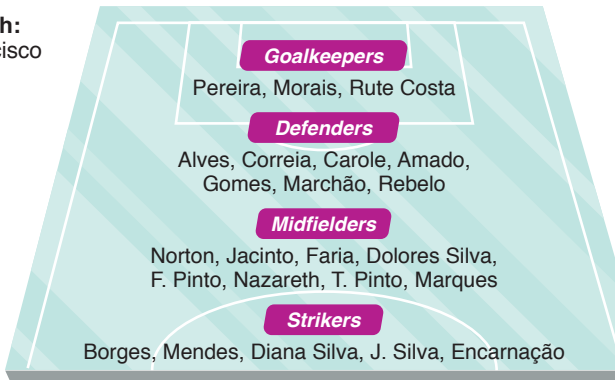 h:
cisco
Goalkeepers
Pereira, Morais, Rute Costa
Defenders
Alves, Correia, Carole, Amado,
Gomes, Marchão, Rebelo
Midfielders
Norton, Jacinto, Faria, Dolores Silva,
F. Pinto, Nazareth, T. Pinto, Marques
Strikers
Borges, Mendes, Diana Silva, J. Silva, Encarnação